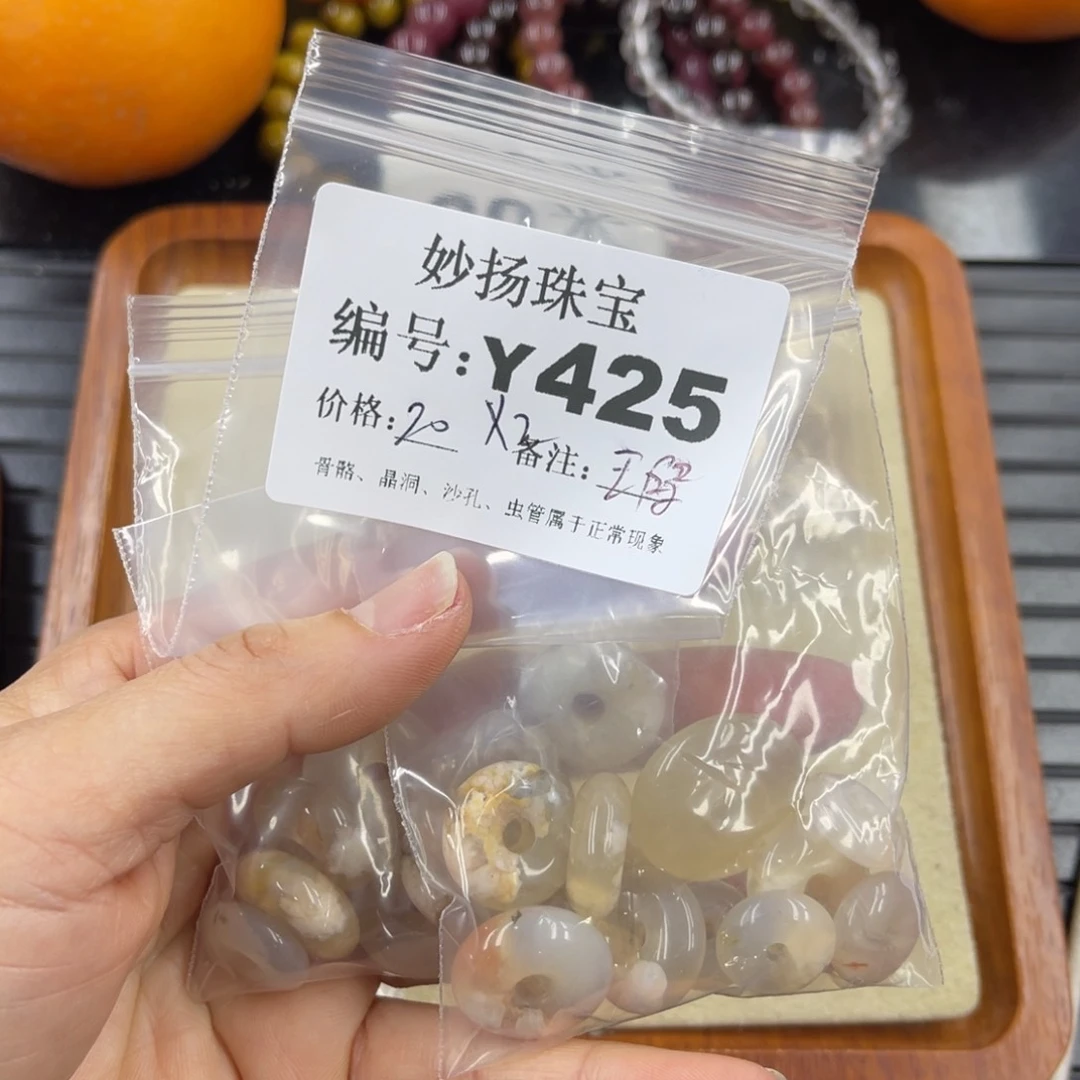 妙扬珠宝
编号:Y425
价格:20 X2 备注:
骨骼、晶洞、沙孔、虫管属于正常现象